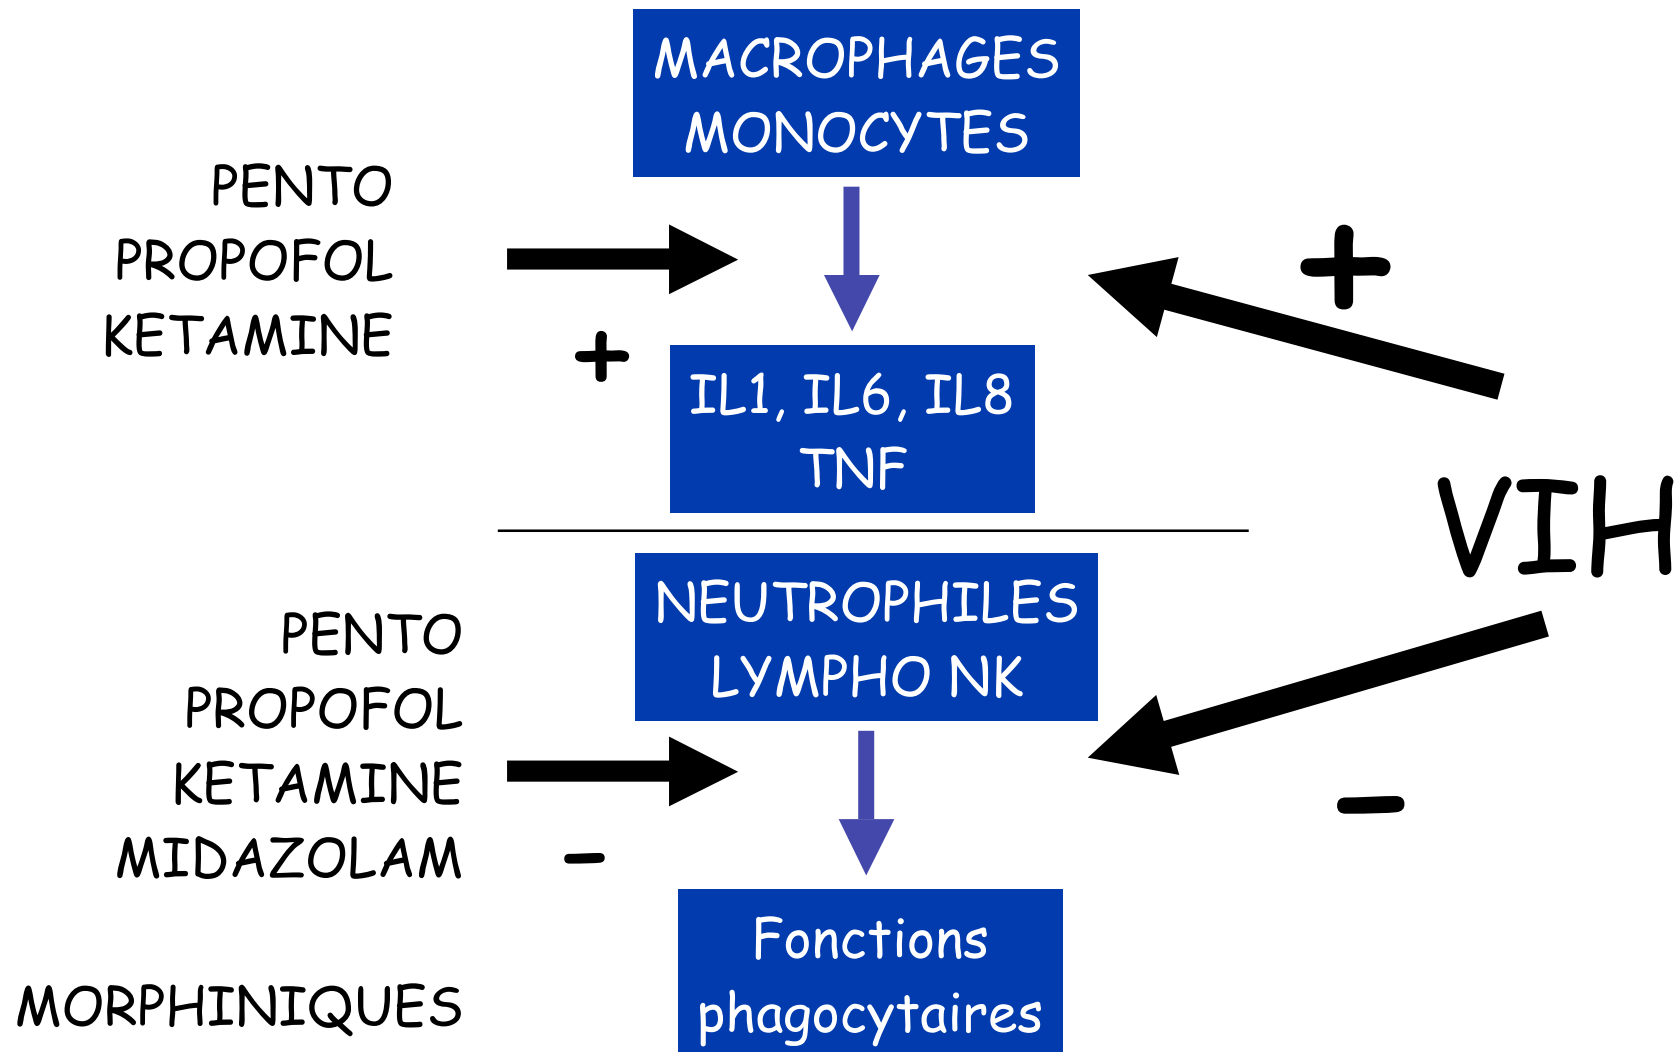 MACROPHAGES
MONOCYTES
PENTO
PROPOFOL
KETAMINE
+
+
IL1, IL6, IL8
TNF
VIH
NEUTROPHILES
LYMPHO NK
PENTO
PROPOFOL
KETAMINE
MIDAZOLAM
-
-
MORPHINIQUES
Fonctions
phagocytaires